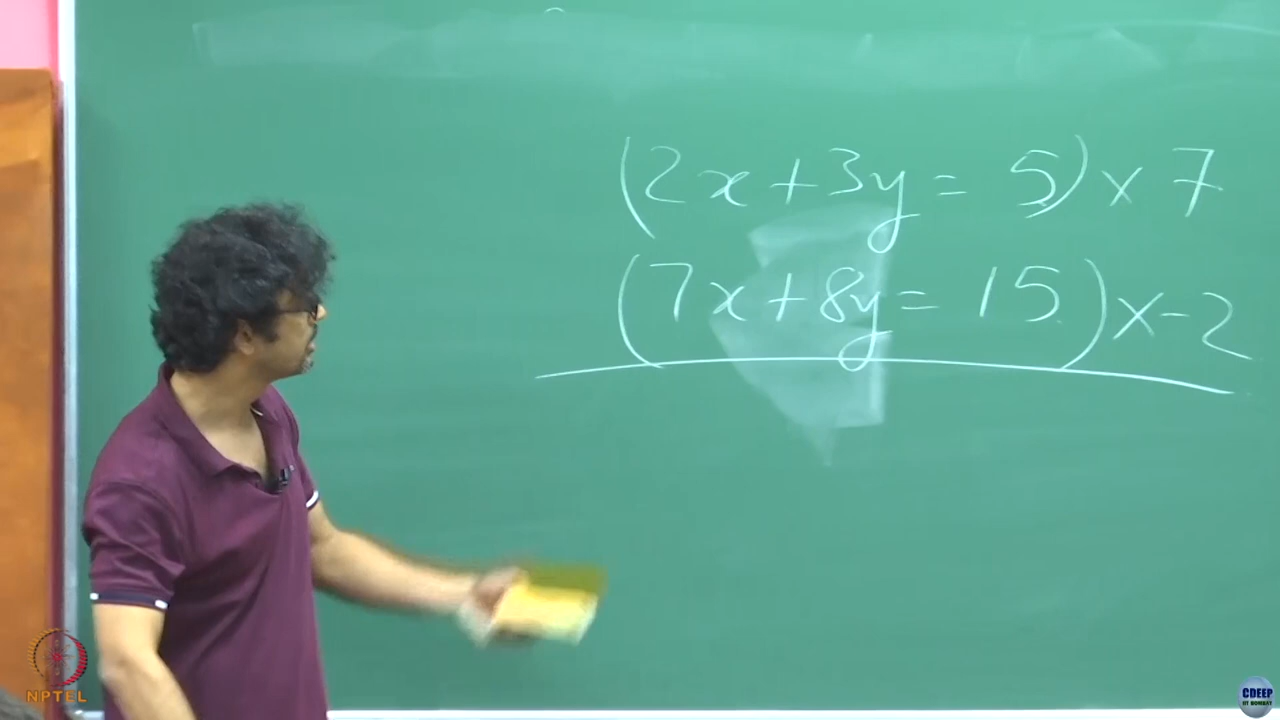 (2x + 3y = 5) x 7
(7x + 8y = 15) x - 2
NPTEL
CDEEP
IIT BOMBAY